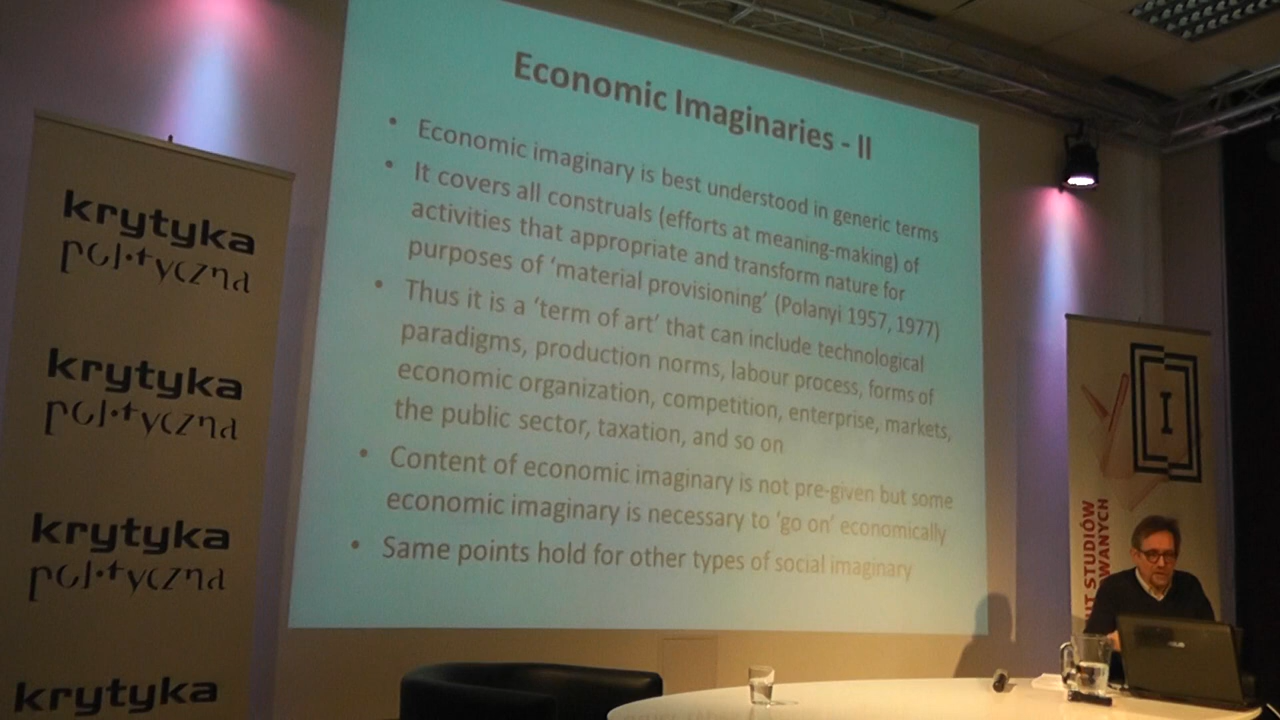 krytyka
polityczna
krytyka
polityczna
krytyka
polityczna
krytyka
Economic Imaginaries - II
• Economic imaginary is best understood in generic terms
• It covers all construals (efforts at meaning-making) of
activities that appropriate and transform nature for
purposes of ‘material provisioning’ (Polanyi 1957, 1977)
• Thus it is a ‘term of art’ that can include technological
paradigms, production norms, labour process, forms of
economic organization, competition, enterprise, markets,
the public sector, taxation, and so on
• Content of economic imaginary is not pre-given but some
economic imaginary is necessary to ‘go on’ economically
• Same points hold for other types of social imaginary
I
UT STUDIÓW
WANYCH